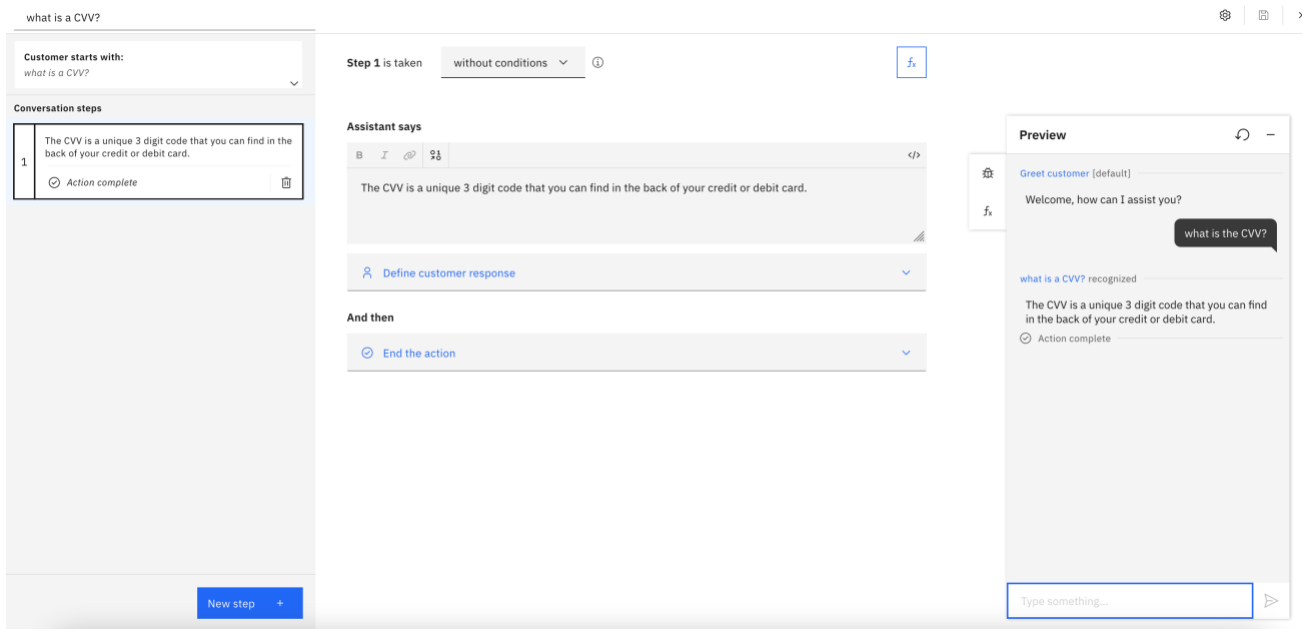 what is a CVV?
Customer starts with:
what is a CVV?
Conversation steps
1
The CVV is a unique 3 digit code that you can find in the
back of your credit or debit card.
Action complete
New step +
Step 1 is taken
without conditions
fx
Assistant says
B I </>
The CVV is a unique 3 digit code that you can find in the back of your credit or debit card.
Define customer response
And then
End the action
fx
Preview
Greet customer [default]
Welcome, how can I assist you?
what is the CVV?
what is a CVV? recognized
The CVV is a unique 3 digit code that you can find
in the back of your credit or debit card.
Action complete
Type something...